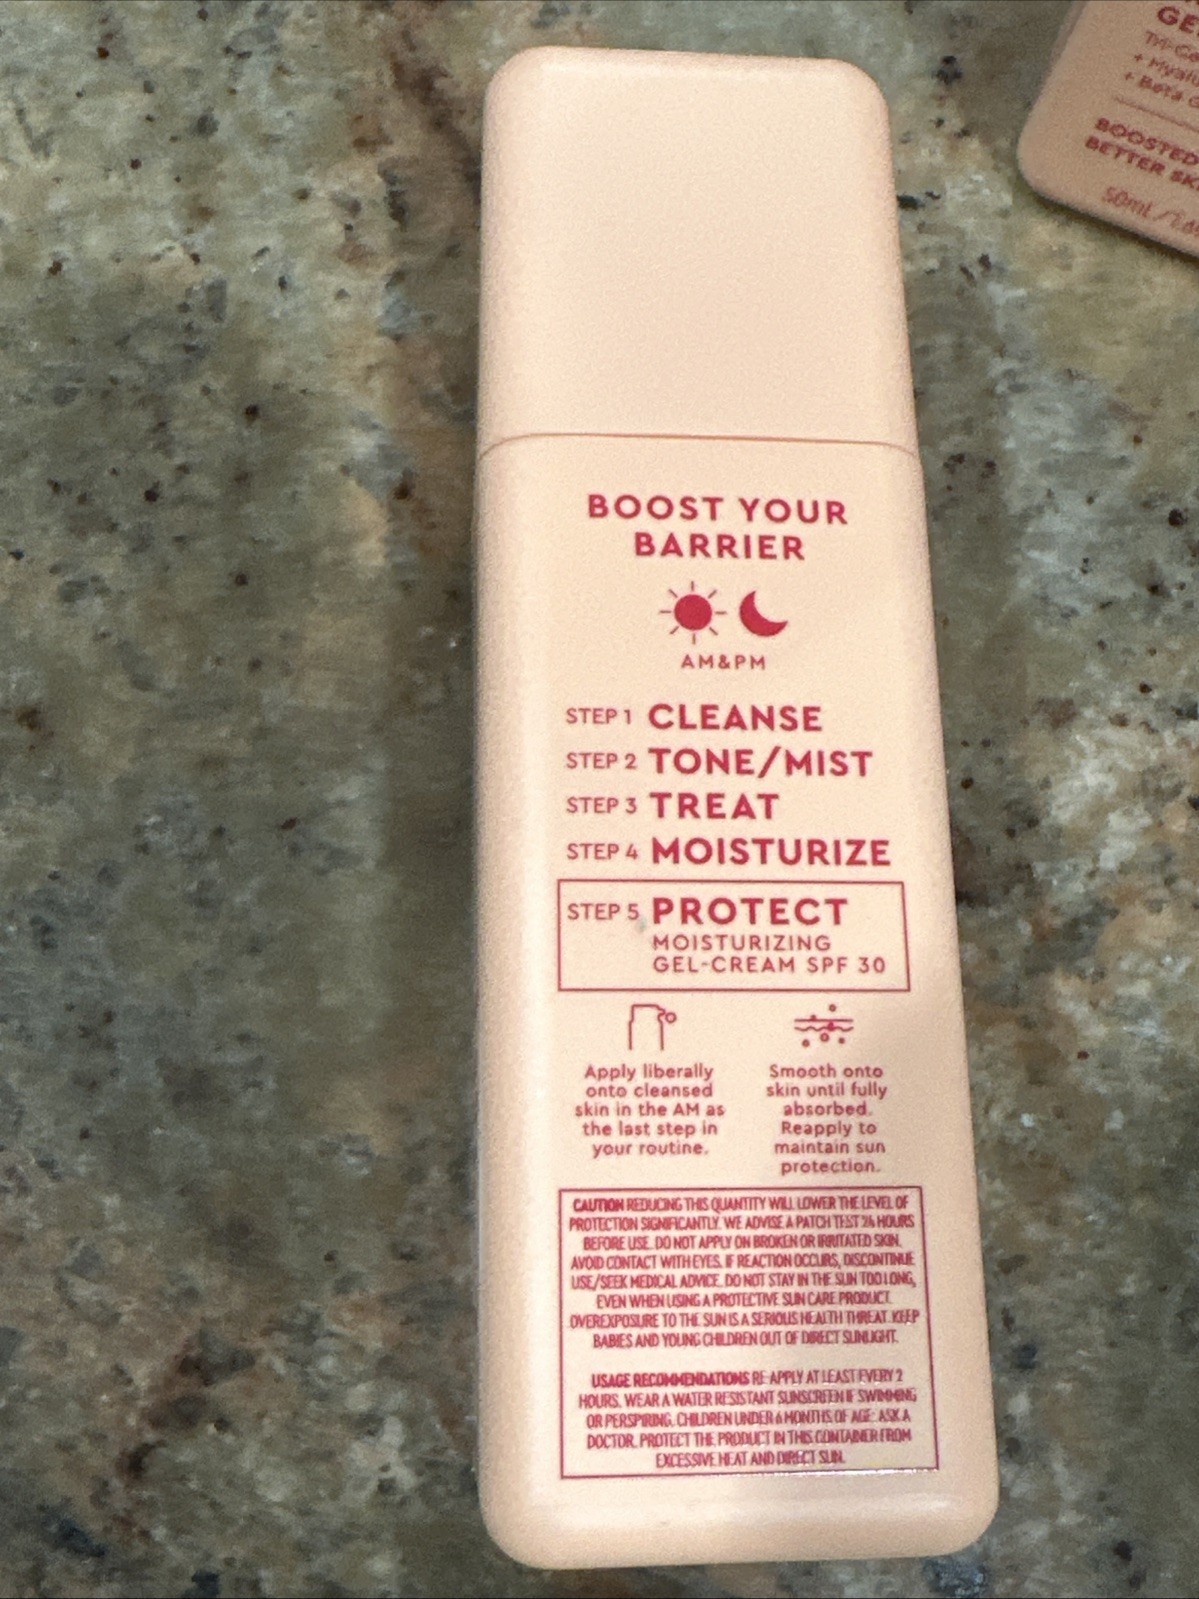 BOOST YOUR
BARRIER
AM&PM
STEP 1 CLEANSE
STEP 2 TONE/MIST
STEP 3 TREAT
STEP 4 MOISTURIZE
STEP 5 PROTECT
MOISTURIZING
GEL-CREAM SPF 30
Apply liberally
onto cleansed
skin in the AM as
the last step in
your routine.
Smooth onto
skin until fully
absorbed.
Reapply to
maintain sun
protection.
CAUTION REDUCING THIS QUANTITY WILL LOWER THE LEVEL OF
PROTECTION SIGNIFICANTLY. WE ADVISE A PATCH TEST 24 HOURS
BEFORE USE. DO NOT APPLY ON BROKEN OR IRRITATED SKIN.
AVOID CONTACT WITH EYES. IF REACTION OCCURS, DISCONTINUE
USE/SEEK MEDICAL ADVICE. DO NOT STAY IN THE SUN TOO LONG,
EVEN WHEN USING A PROTECTIVE SUN CARE PRODUCT.
OVEREXPOSURE TO THE SUN IS A SERIOUS HEALTH THREAT. KEEP
BABIES AND YOUNG CHILDREN OUT OF DIRECT SUNLIGHT.
USAGE RECOMMENDATIONS RE-APPLY AT LEAST EVERY 2
HOURS. WEAR A WATER RESISTANT SUNSCREEN IF SWIMMING
OR PERSPIRING. CHILDREN UNDER 6 MONTHS OF AGE: ASK A
DOCTOR. PROTECT THE PRODUCT IN THIS CONTAINER FROM
EXCESSIVE HEAT AND DIRECT SUN.
BOOSTED
BETTER
50mL